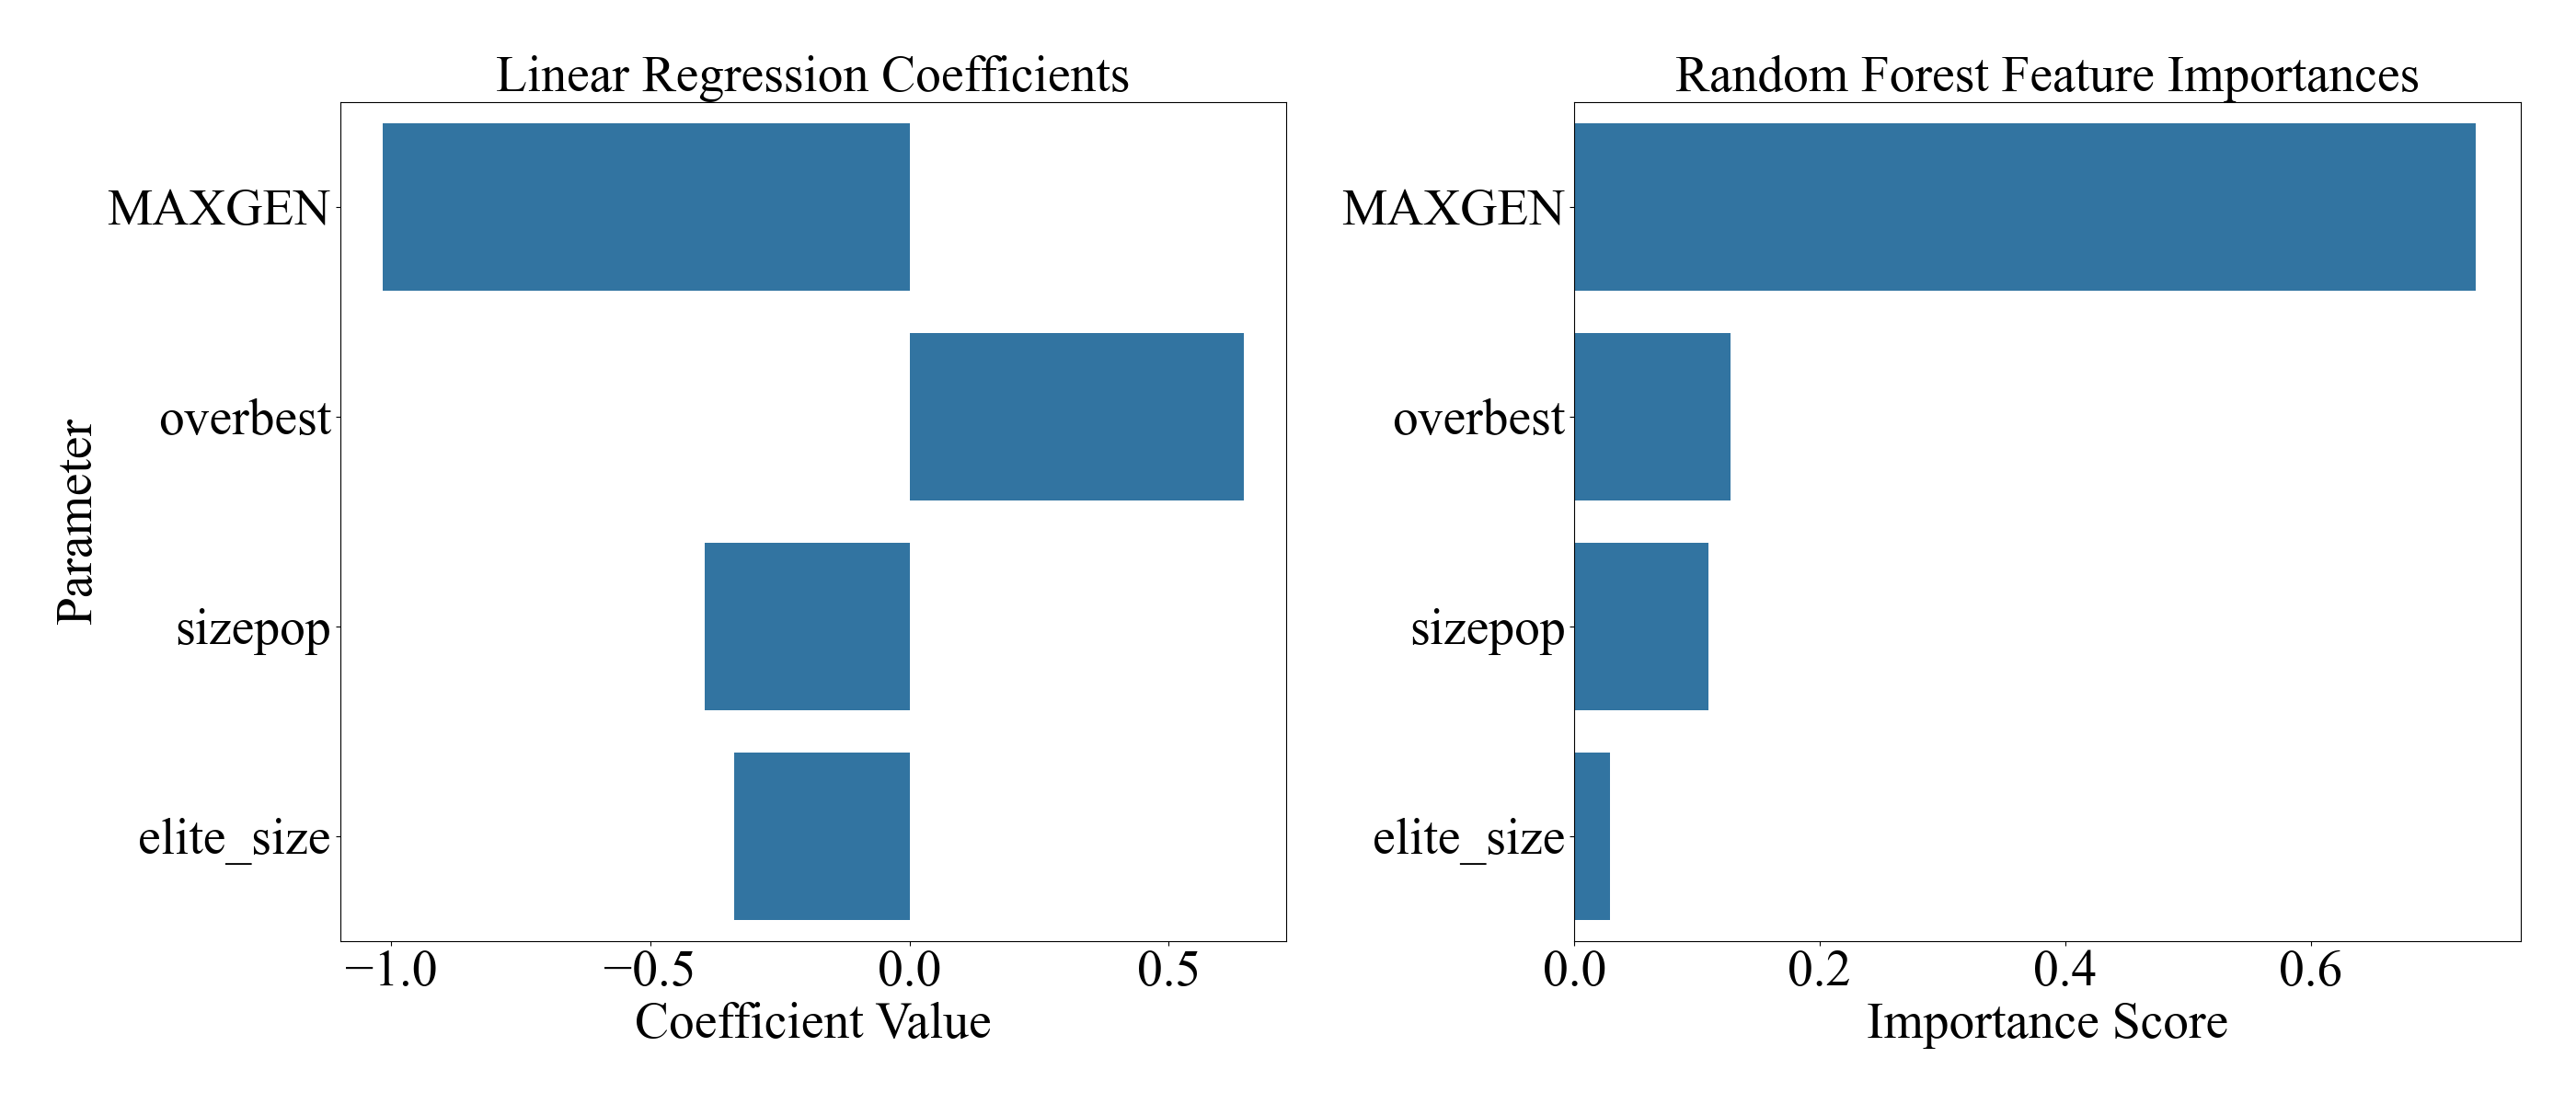 Linear Regression Coefficients
Parameter
MAXGEN
overbest
sizepop
elite_size
−1.0 −0.5 0.0 0.5
Coefficient Value
Random Forest Feature Importances
MAXGEN
overbest
sizepop
elite_size
0.0 0.2 0.4 0.6
Importance Score